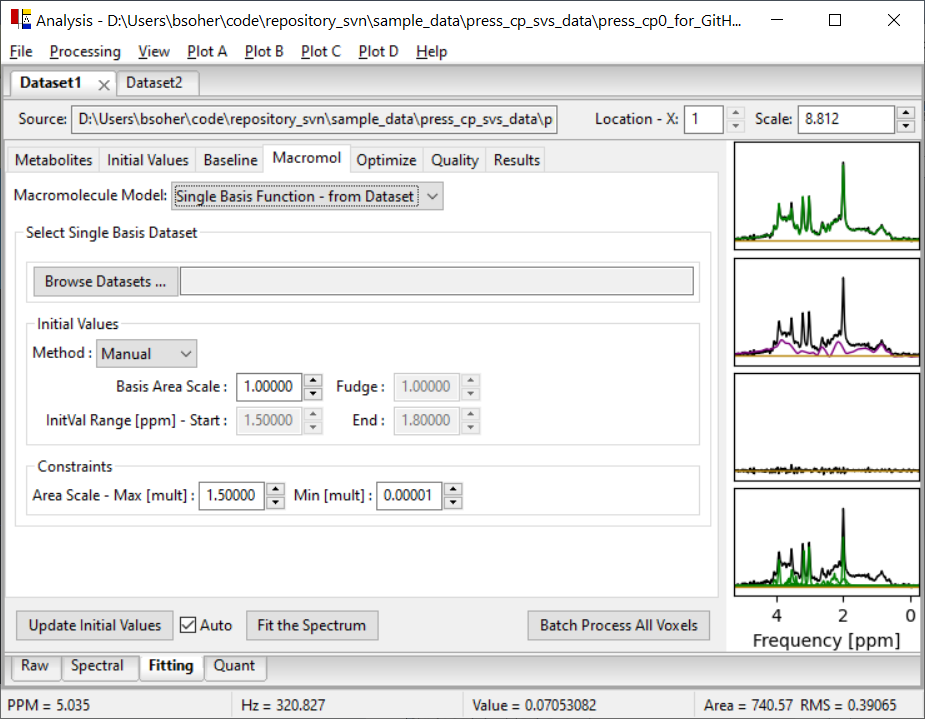 Analysis - D:\Users\bsoher\code\repository_svn\sample_data\press_cp_svs_data\press_cp0_for_GitH...
File Processing View Plot A Plot B Plot C Plot D Help
Dataset1 Dataset2
Source: D:\Users\bsoher\code\repository_svn\sample_data\press_cp_svs_data\p Location - X: 1 Scale: 8.812
Metabolites Initial Values Baseline Macromol Optimize Quality Results
Macromolecule Model: Single Basis Function - from Dataset
Select Single Basis Dataset
Browse Datasets ...
Initial Values
Method : Manual
Basis Area Scale : 1.00000 Fudge : 1.00000
InitVal Range [ppm] - Start : 1.50000 End : 1.80000
Constraints
Area Scale - Max [mult] : 1.50000 Min [mult] : 0.00001
4 2 0
Frequency [ppm]
Update Initial Values Auto Fit the Spectrum Batch Process All Voxels
Raw Spectral Fitting Quant
PPM = 5.035 Hz = 320.827 Value = 0.07053082 Area = 740.57 RMS = 0.39065